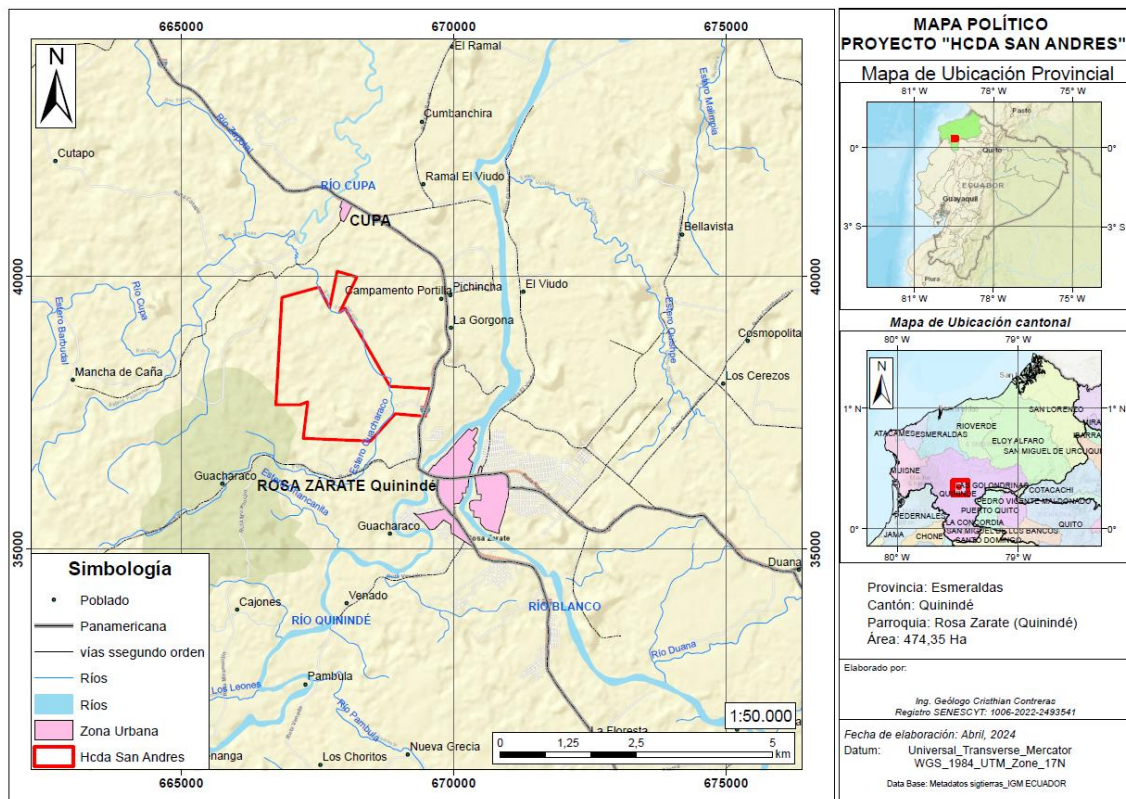 665000 670000 675000
40000
35000
N
El Ramal
Estero Malimpia
Río Zapotal
Cumbanchira
Cutapo
RÍO CUPA
Ramal El Viudo
CUPA
Bellavista
Río Cupa
Estero Barbudal
Campamento Portilla
Pichincha
El Viudo
La Gorgona
Estero Quishpe
Cosmopolita
Mancha de Caña
Los Cerezos
Estero Guacharaco
Guacharaco
ROSA ZARATE Quinindé
Guacharaco
Rosa Zarate
Duana
Cajones
Venado
RÍO QUININDÉ
RÍO BLANCO
Río Duana
Los Leones
Pambula
Río Pambula
Nueva Grecia
Los Choritos
La Floresta
Simbología
Poblado
Panamericana
vías ssegundo orden
Ríos
Ríos
Zona Urbana
Hcda San Andres
1:50.000
0 1,25 2,5 5
km
40000
35000
665000 670000 675000
MAPA POLÍTICO
PROYECTO "HCDA SAN ANDRES"
Mapa de Ubicación Provincial
81° W 78° W 75° W
Pasto
Quito
0° 0°
ECUADOR
Guayaquil
3° S 3° S
Piura
81° W 78° W 75° W
Mapa de Ubicación cantonal
80° W 79° W
N
1° N 1° N
SAN LORENZO
RIOVERDE
ATACAMES
ESMERALDAS
ELOY ALFARO
SAN MIGUEL DE URCUQUI
MUISNE
QUININDE
COTACACHI
PEDRO VICENTE MALDONADO
PUERTO QUITO
PEDERNALES
LA CONCORDIA
QUITO
0° 0°
JAMA
CHONE
SAN MIGUEL DE LOS BANCOS
SANTO DOMINGO
80° W 79° W
Provincia: Esmeraldas
Cantón: Quinindé
Parroquia: Rosa Zarate (Quinindé)
Área: 474,35 Ha
Elaborado por:
Ing. Geólogo Cristhian Contreras
Registro SENESCYT: 1006-2022-2493541
Fecha de elaboración: Abril, 2024
Datum: Universal_Transverse_Mercator
WGS_1984_UTM_Zone_17N
Data Base: Metadatos sigtierras_IGM ECUADOR